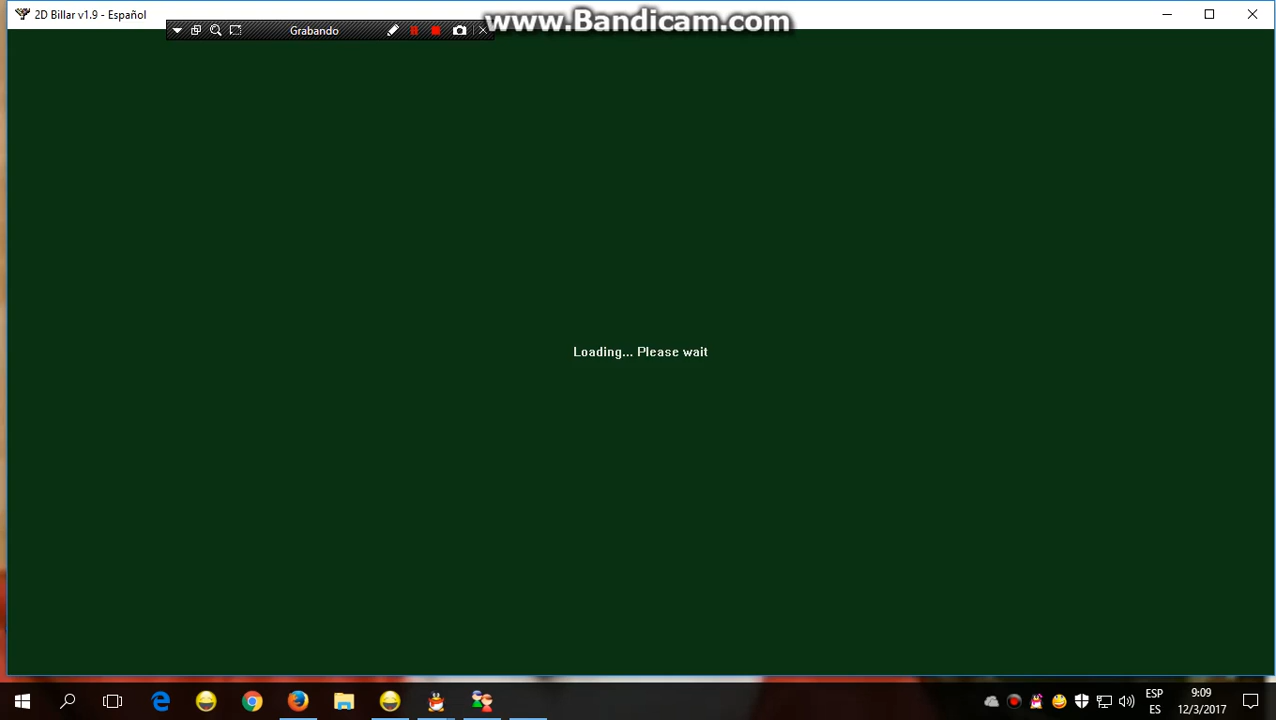 2D Billar v1.9 - Español
www.Bandicam.com
Grabando
Loading... Please wait
ESP
ES
9:09
12/3/2017